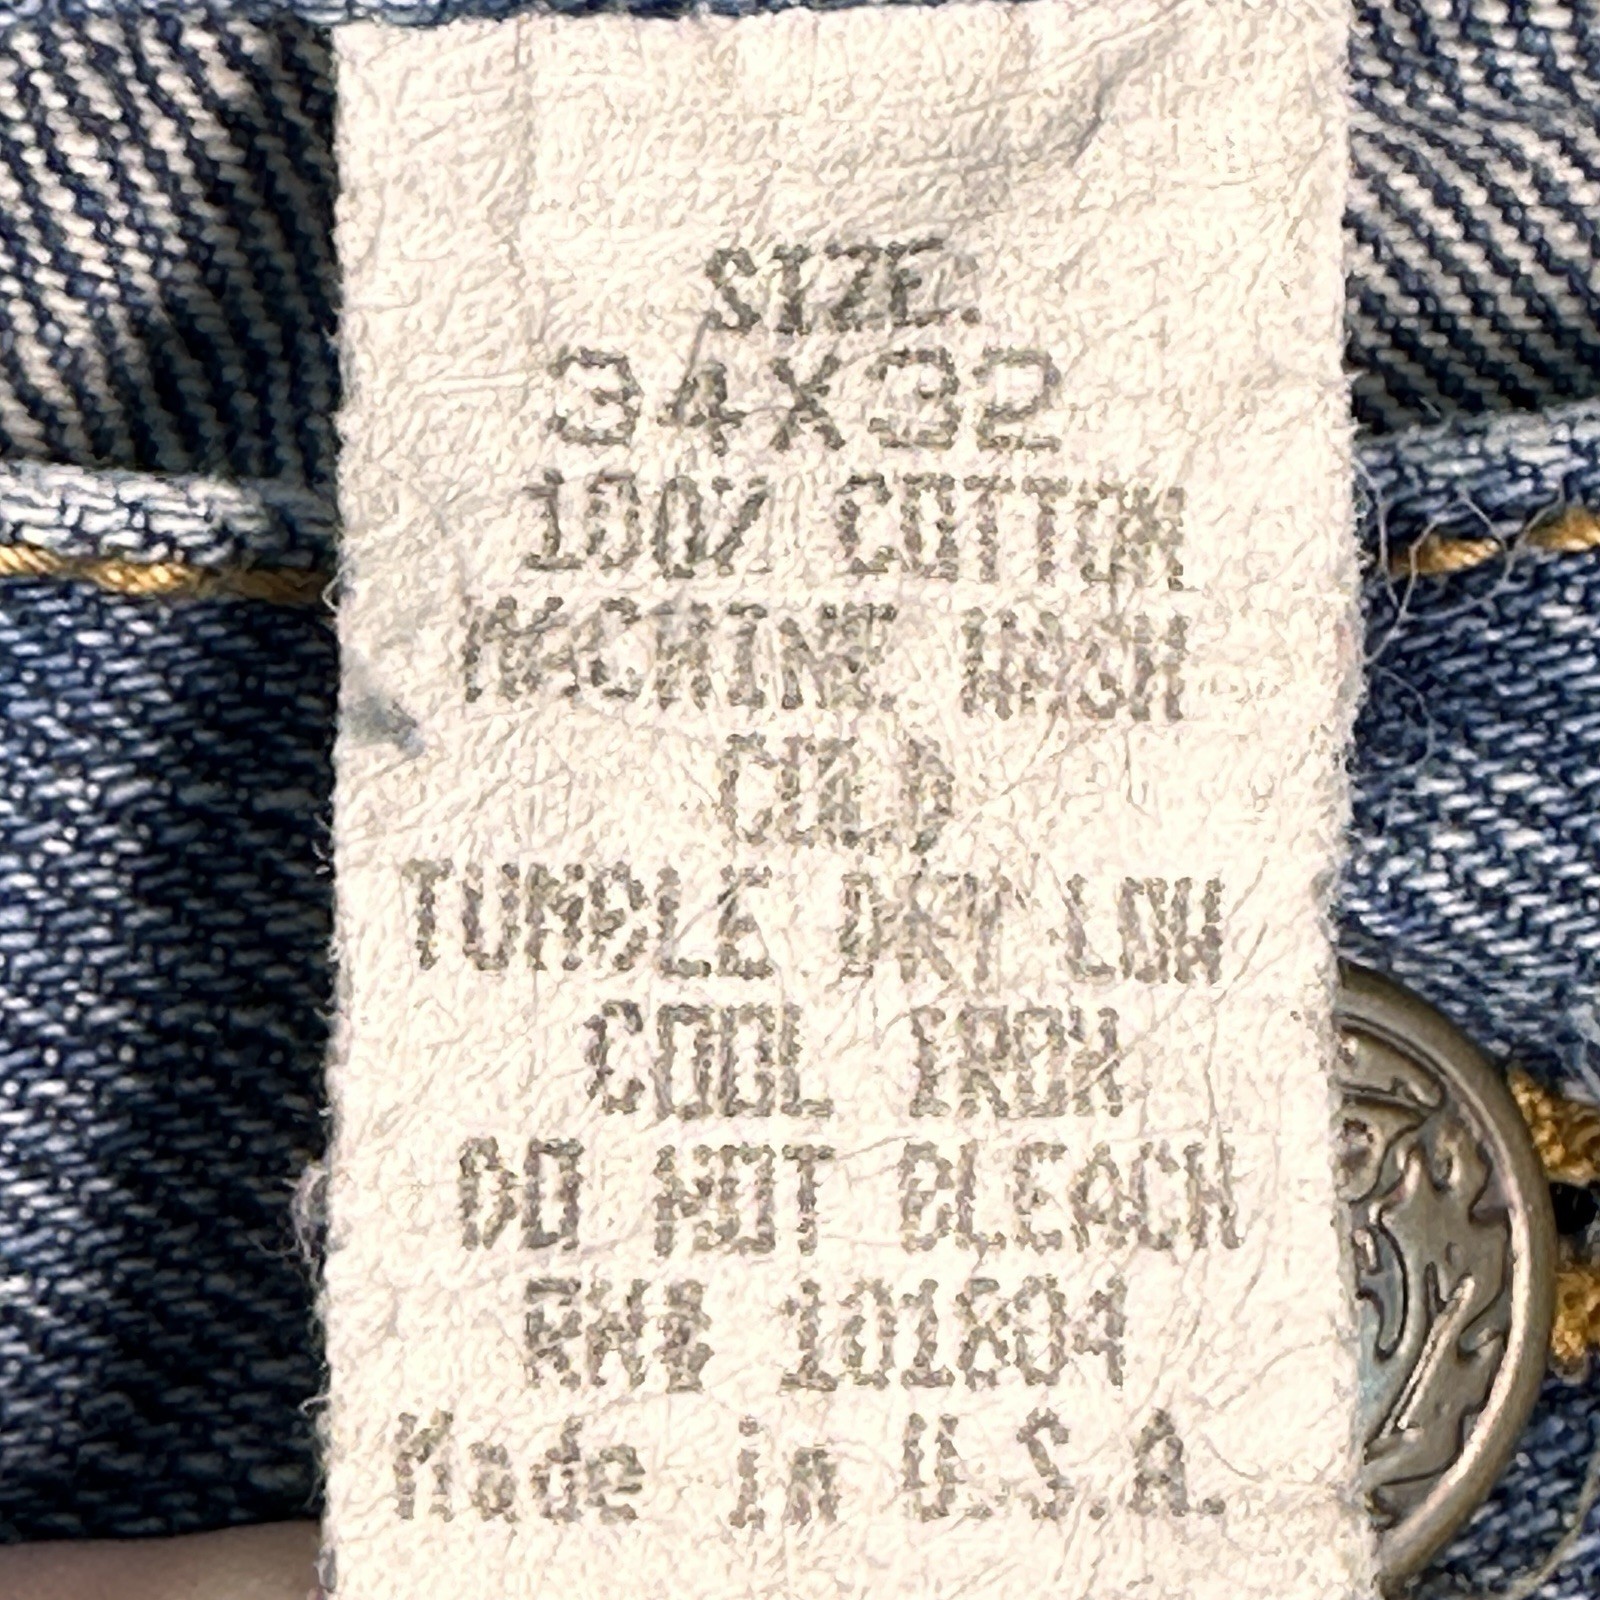 SIZE:
34X32
100% COTTON
MACHINE WASH
COLD
TUMBLE DRY LOW
COOL IRON
DO NOT BLEACH
RN# 101804
Made in U.S.A.